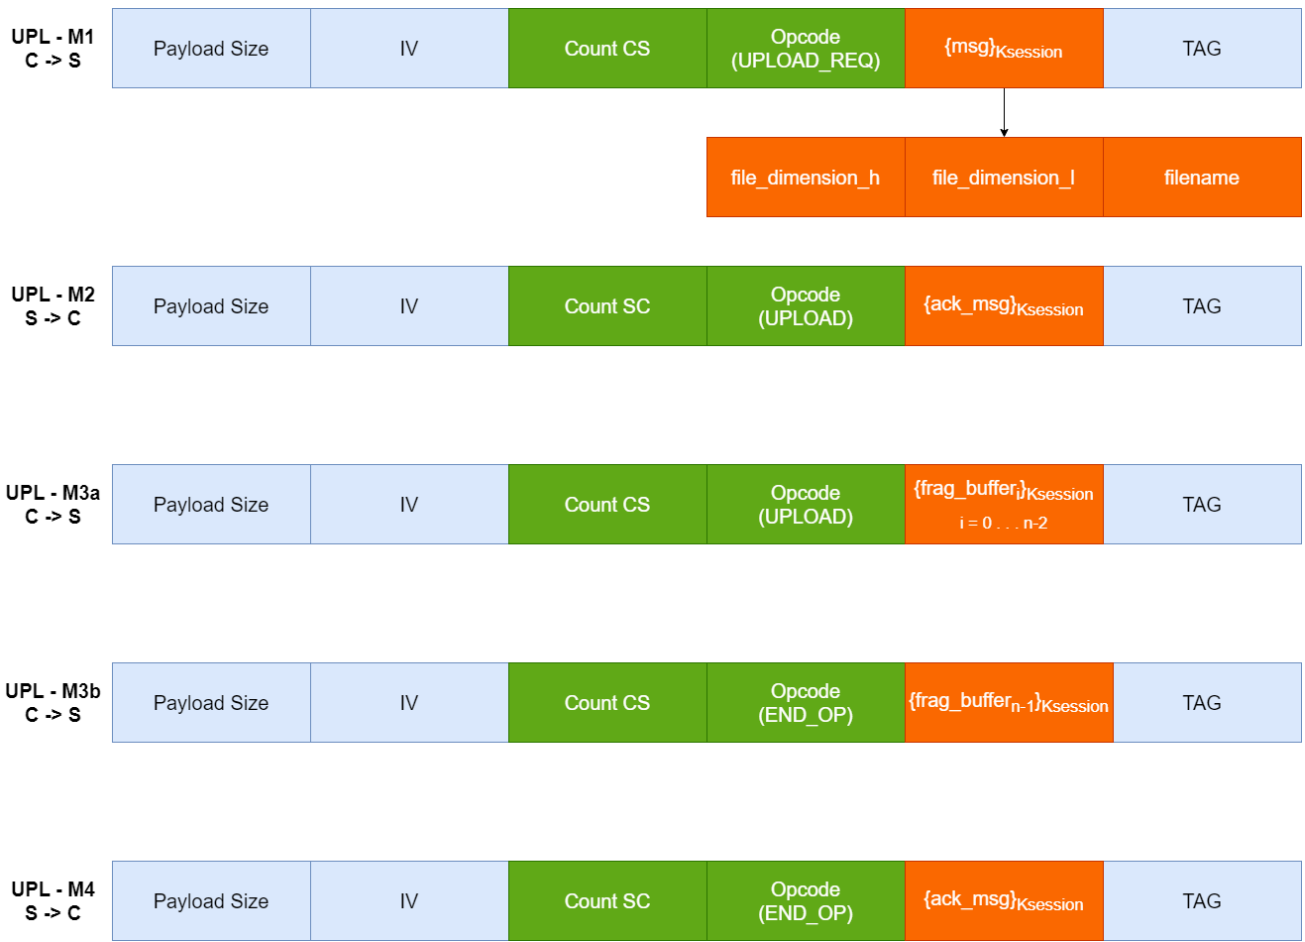 UPL - M1
C -> S
Payload Size
IV
Count CS
Opcode
(UPLOAD_REQ)
{msg}Ksession
TAG
file_dimension_h
file_dimension_l
filename
UPL - M2
S -> C
Payload Size
IV
Count SC
Opcode
(UPLOAD)
{ack_msg}Ksession
TAG
UPL - M3a
C -> S
Payload Size
IV
Count CS
Opcode
(UPLOAD)
{frag_bufferi}Ksession
i = 0 . . . n-2
TAG
UPL - M3b
C -> S
Payload Size
IV
Count CS
Opcode
(END_OP)
{frag_buffern-1}Ksession
TAG
UPL - M4
S -> C
Payload Size
IV
Count SC
Opcode
(END_OP)
{ack_msg}Ksession
TAG